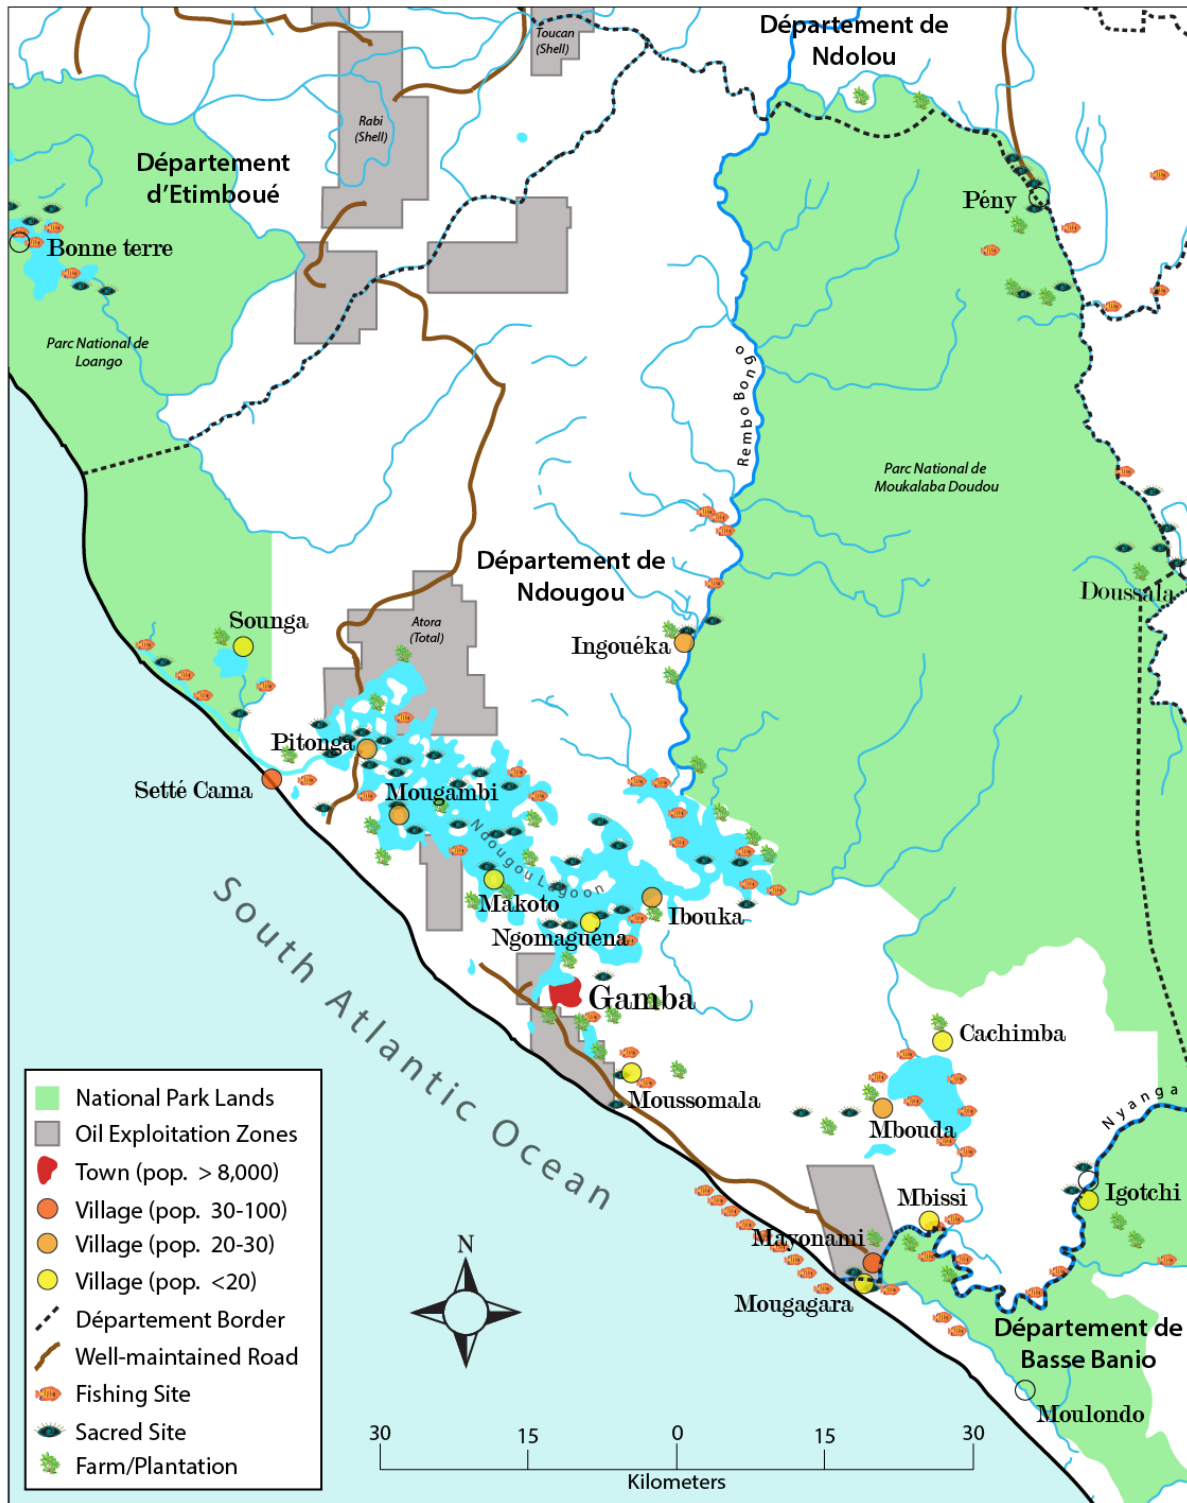 Département de
Ndolou
Toucan
(Shell)
Rabi
(Shell)
Département
d'Etimboué
Pény
Bonne terre
Parc National de
Loango
Rembo Bongo
Parc National de
Moukalaba Doudou
Département de
Ndougou
Doussala
Sounga
Atora
(Total)
Ingouéka
Pitonga
Setté Cama
Mougambi
Ndougou Lagoon
Makoto
Ibouka
Ngomaguena
Gamba
South Atlantic Ocean
Cachimba
Moussomala
Mbouda
Nyanga
Mbissi
Igotchi
Mayonami
Mougagara
Département de
Basse Banio
Moulondo
National Park Lands
Oil Exploitation Zones
Town (pop. > 8,000)
Village (pop. 30-100)
Village (pop. 20-30)
Village (pop. <20)
Département Border
Well-maintained Road
Fishing Site
Sacred Site
Farm/Plantation
N
30 15 0 15 30
Kilometers